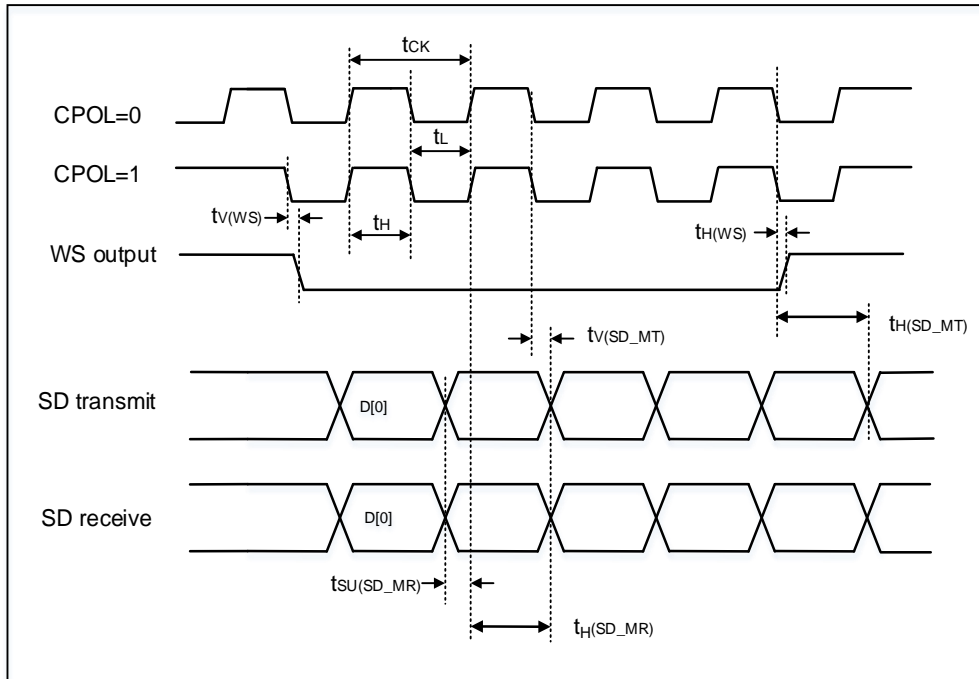 tCK
CPOL=0
tL
CPOL=1
tV(WS)
tH
tH(WS)
WS output
tV(SD_MT)
tH(SD_MT)
SD transmit
D[0]
SD receive
D[0]
tSU(SD_MR)
tH(SD_MR)